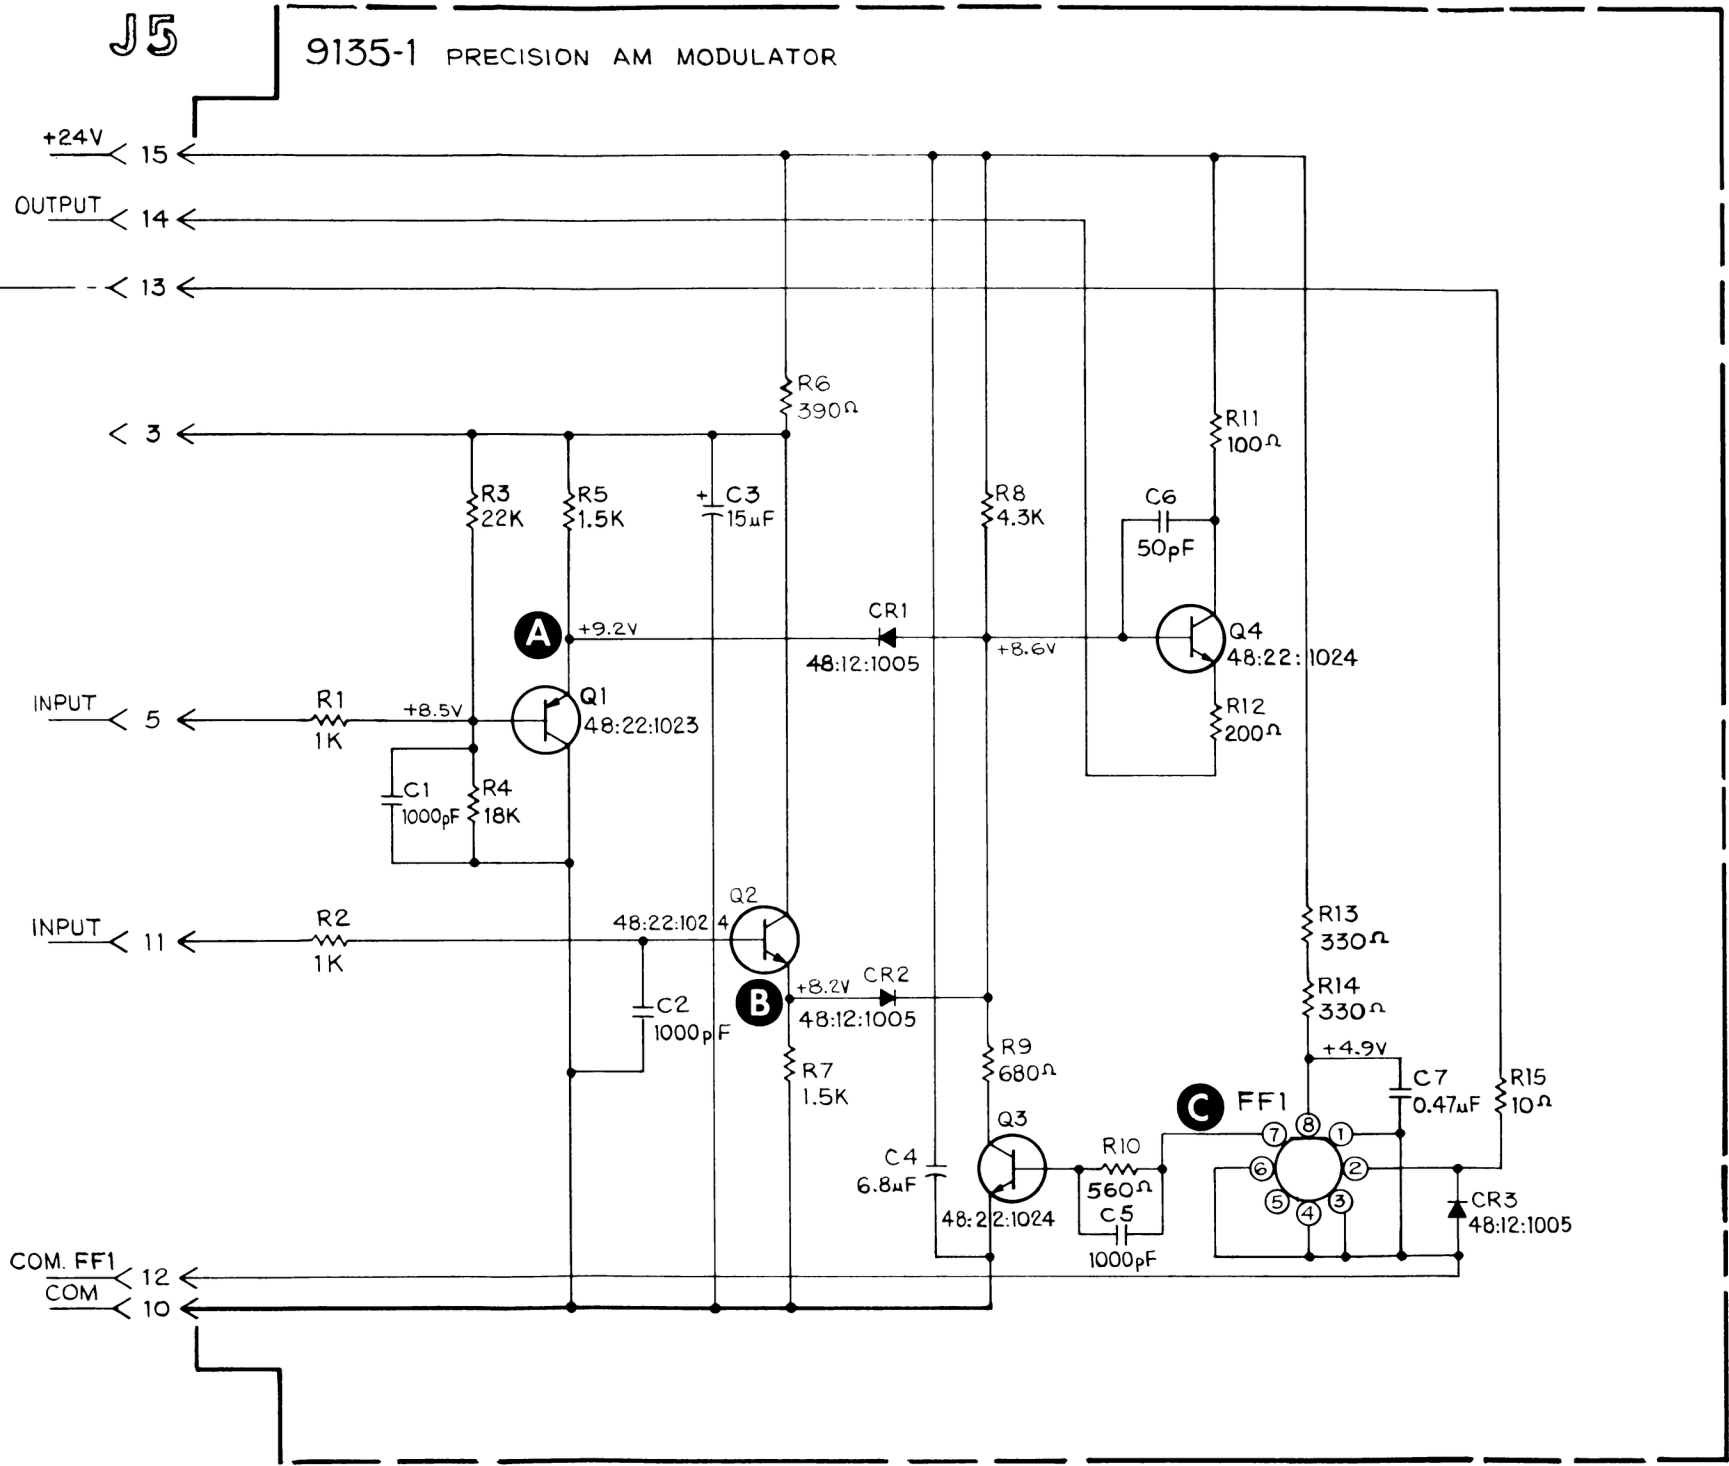 J5
9135-1 PRECISION AM MODULATOR
+24V
15
OUTPUT
14
13
R6
390Ω
3
R11
100Ω
R3
22K
R5
1.5K
+ C3
15µF
R8
4.3K
C6
50pF
A
+9.2V
CR1
48:12:1005
+8.6V
Q4
48:22:1024
INPUT
5
R1
1K
+8.5V
Q1
48:22:1023
R12
200Ω
C1
1000pF
R4
18K
INPUT
11
R2
1K
48:22:1024
Q2
R13
330Ω
B
+8.2V
CR2
48:12:1005
R14
330Ω
C2
1000pF
+4.9V
R7
1.5K
R9
680Ω
C7
0.47µF
R15
10Ω
C
FF1
Q3
7
8
1
C4
6.8µF
R10
560Ω
6
2
5
4
3
48:22:1024
C5
1000pF
CR3
48:12:1005
COM. FF1
12
COM
10